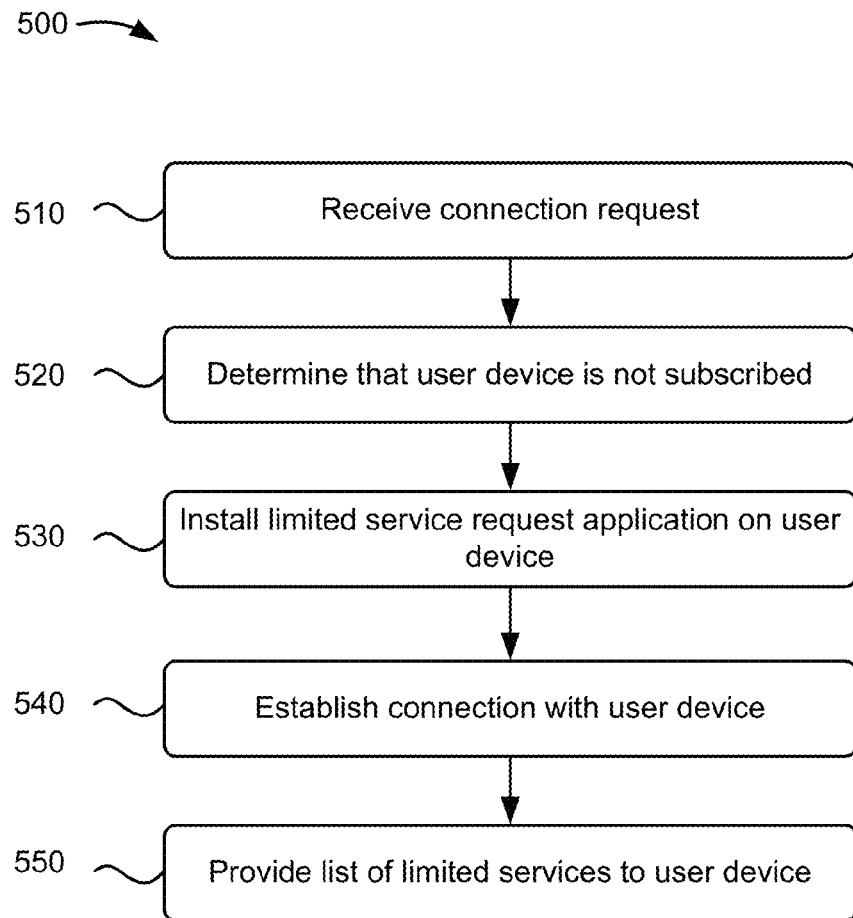 500
510
Receive connection request
520
Determine that user device is not subscribed
530
Install limited service request application on user
device
540
Establish connection with user device
550
Provide list of limited services to user device